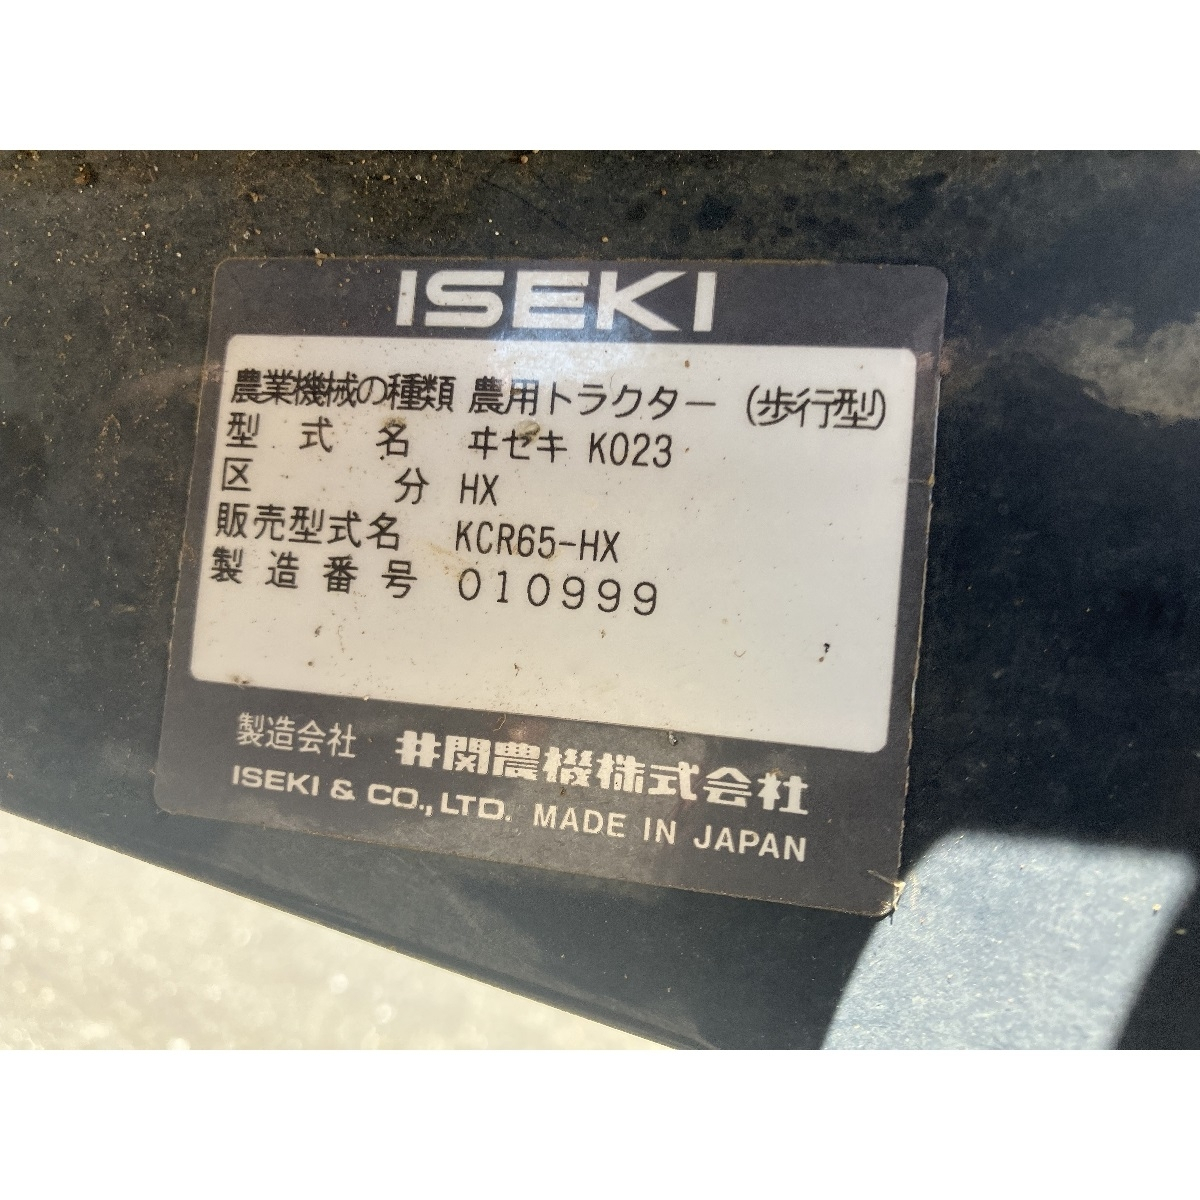 ISEKI
農業機械の種類 農用トラクター (歩行型)
型式名 ヰセキ K023
区分 HX
販売型式名 KCR65-HX
製造番号 010999
製造会社 井関農機株式会社
ISEKI & CO., LTD. MADE IN JAPAN